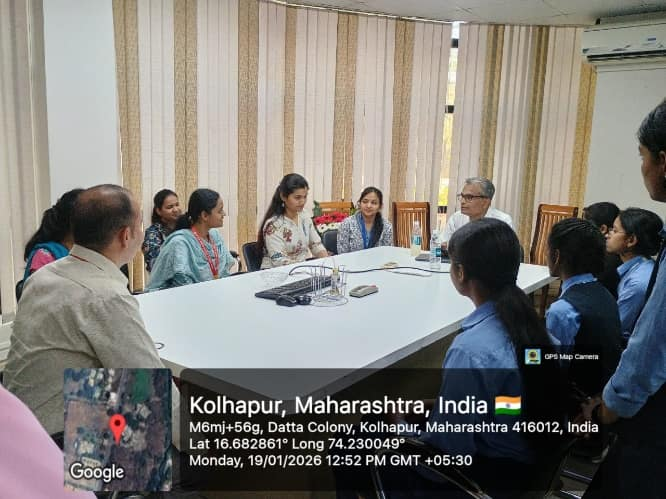 GPS Map Camera
Kolhapur, Maharashtra, India 🇮🇳
M6mj+56g, Datta Colony, Kolhapur, Maharashtra 416012, India
Lat 16.682861° Long 74.230049°
Monday, 19/01/2026 12:52 PM GMT +05:30
Google